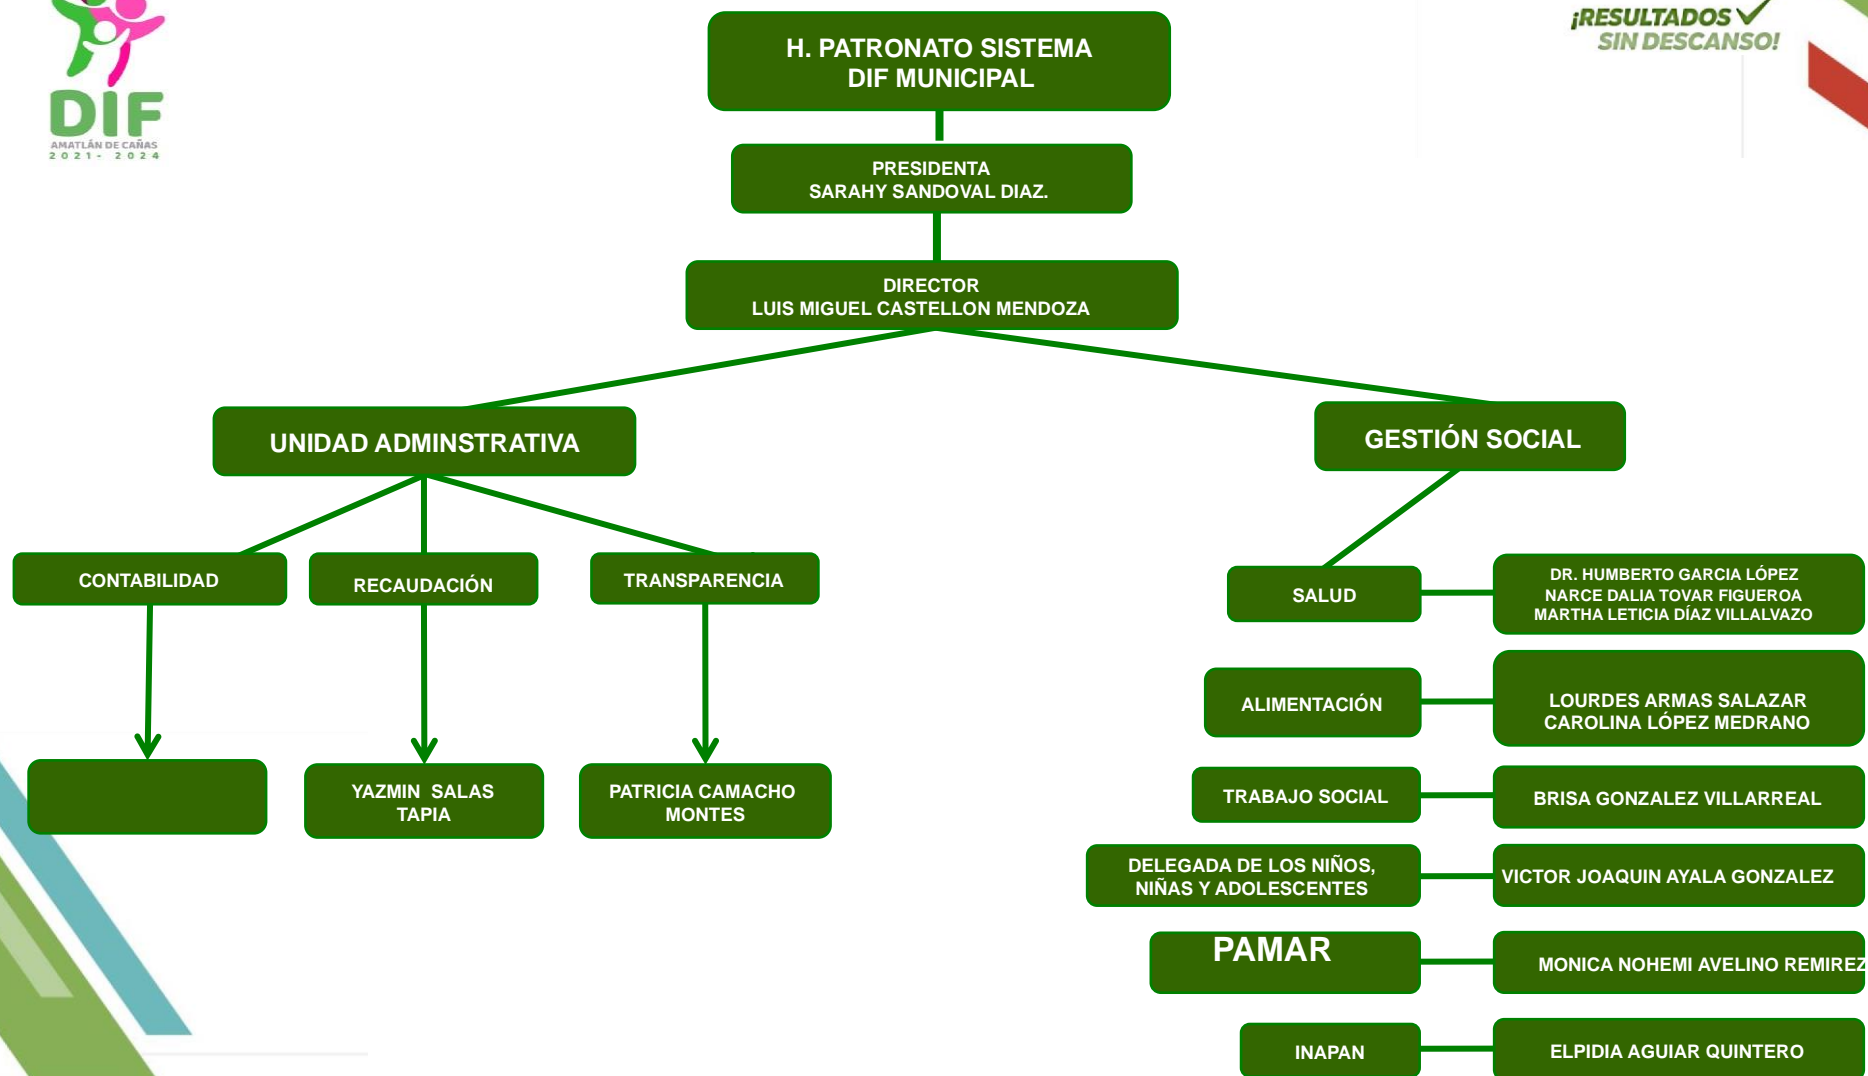 DIF
AMATLÁN DE CAÑAS
2021- 2024
¡RESULTADOS
SIN DESCANSO!
H. PATRONATO SISTEMA
DIF MUNICIPAL
PRESIDENTA
SARAHY SANDOVAL DIAZ.
DIRECTOR
LUIS MIGUEL CASTELLON MENDOZA
UNIDAD ADMINSTRATIVA
CONTABILIDAD
RECAUDACIÓN
TRANSPARENCIA
YAZMIN SALAS
TAPIA
PATRICIA CAMACHO
MONTES
GESTIÓN SOCIAL
SALUD
DR. HUMBERTO GARCIA LÓPEZ
NARCE DALIA TOVAR FIGUEROA
MARTHA LETICIA DÍAZ VILLALVAZO
ALIMENTACIÓN
LOURDES ARMAS SALAZAR
CAROLINA LÓPEZ MEDRANO
TRABAJO SOCIAL
BRISA GONZALEZ VILLARREAL
DELEGADA DE LOS NIÑOS,
NIÑAS Y ADOLESCENTES
VICTOR JOAQUIN AYALA GONZALEZ
PAMAR
MONICA NOHEMI AVELINO REMIREZ
INAPAN
ELPIDIA AGUIAR QUINTERO